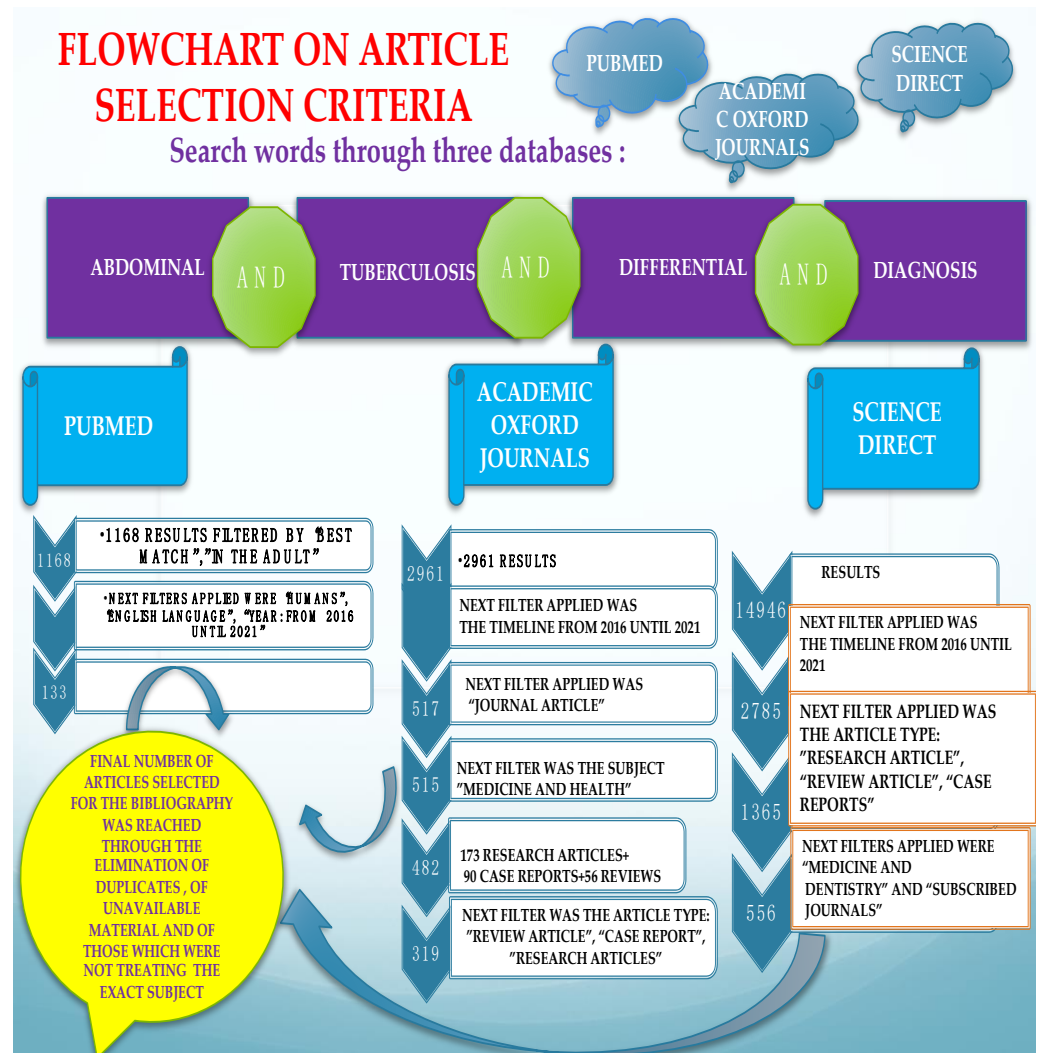 FLOWCHART ON ARTICLE
SELECTION CRITERIA
Search words through three databases :
PUBMED
ACADEMI
C OXFORD
JOURNALS
SCIENCE
DIRECT
ABDOMINAL
AND
TUBERCULOSIS
AND
DIFFERENTIAL
AND
DIAGNOSIS
PUBMED
1168
•1168 RESULTS FILTERED BY "BEST
MATCH","IN THE ADULT"
•NEXT FILTERS APPLIED WERE "HUMANS",
"ENGLISH LANGUAGE", "YEAR: FROM 2016
UNTIL 2021"
133
FINAL NUMBER OF
ARTICLES SELECTED
FOR THE BIBLIOGRAPHY
WAS REACHED
THROUGH THE
ELIMINATION OF
DUPLICATES , OF
UNAVAILABLE
MATERIAL AND OF
THOSE WHICH WERE
NOT TREATING THE
EXACT SUBJECT
ACADEMIC
OXFORD
JOURNALS
2961
•2961 RESULTS
NEXT FILTER APPLIED WAS
THE TIMELINE FROM 2016 UNTIL 2021
517
NEXT FILTER APPLIED WAS
"JOURNAL ARTICLE"
515
NEXT FILTER WAS THE SUBJECT
"MEDICINE AND HEALTH"
482
173 RESEARCH ARTICLES+
90 CASE REPORTS+56 REVIEWS
319
NEXT FILTER WAS THE ARTICLE TYPE:
"REVIEW ARTICLE", "CASE REPORT",
"RESEARCH ARTICLES"
SCIENCE
DIRECT
14946
RESULTS
NEXT FILTER APPLIED WAS
THE TIMELINE FROM 2016 UNTIL
2021
2785
NEXT FILTER APPLIED WAS
THE ARTICLE TYPE:
"RESEARCH ARTICLE",
"REVIEW ARTICLE", "CASE
REPORTS"
1365
NEXT FILTERS APPLIED WERE
"MEDICINE AND
DENTISTRY" AND "SUBSCRIBED
JOURNALS"
556